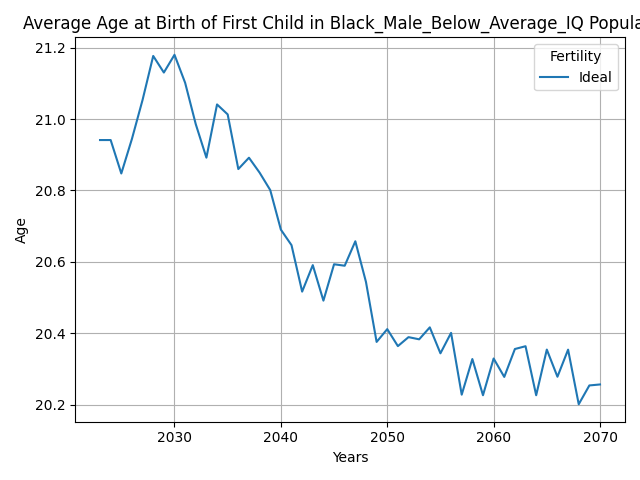 Average Age at Birth of First Child in Black_Male_Below_Average_IQ Popula
21.2
21.0
20.8
20.6
20.4
20.2
Age
Fertility
Ideal
2030 2040 2050 2060 2070
Years